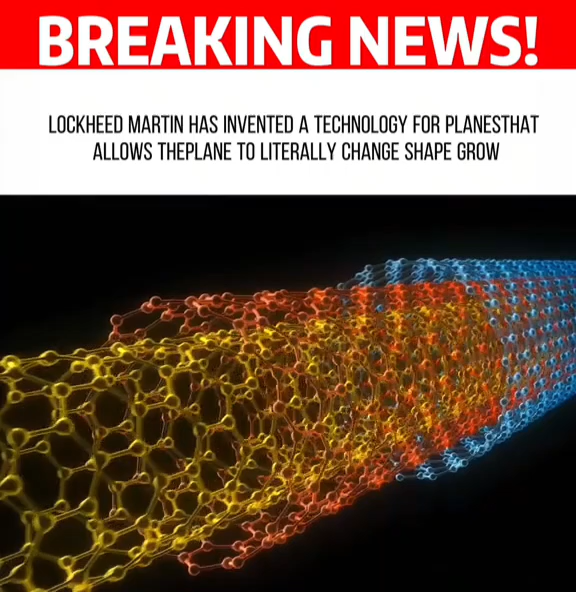 BREAKING NEWS!
LOCKHEED MARTIN HAS INVENTED A TECHNOLOGY FOR PLANESTHAT
ALLOWS THEPLANE TO LITERALLY CHANGE SHAPE GROW